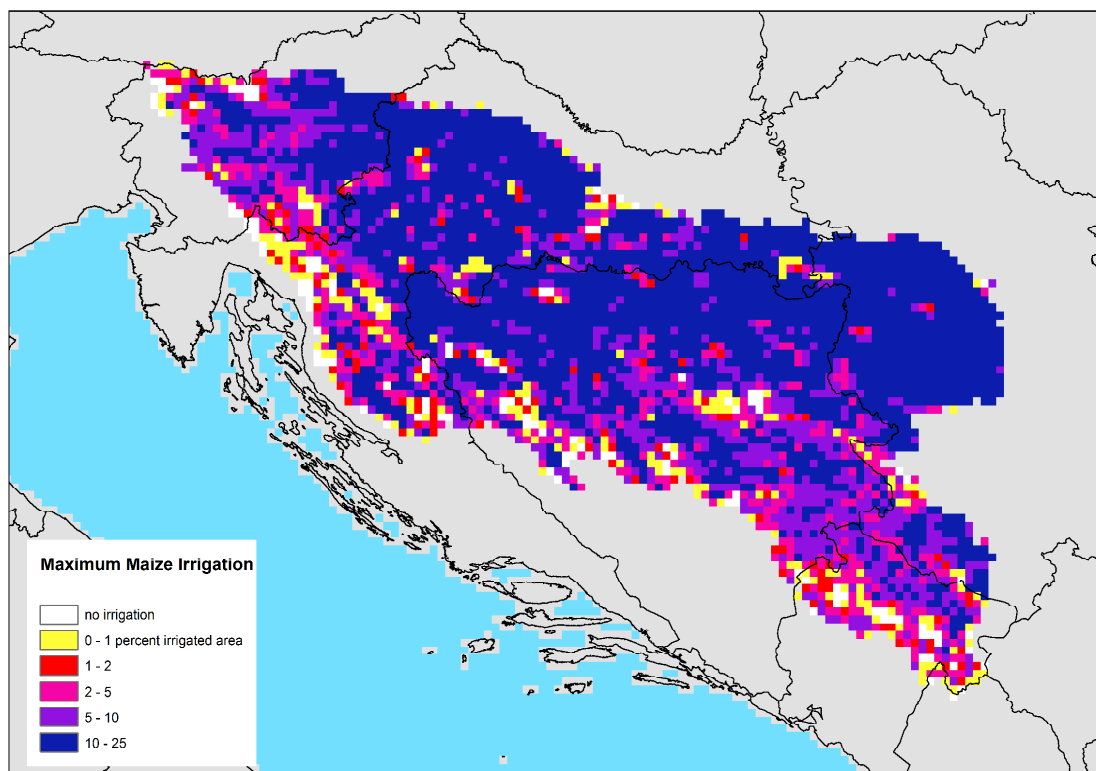 Maximum Maize Irrigation
no irrigation
0 - 1 percent irrigated area
1 - 2
2 - 5
5 - 10
10 - 25